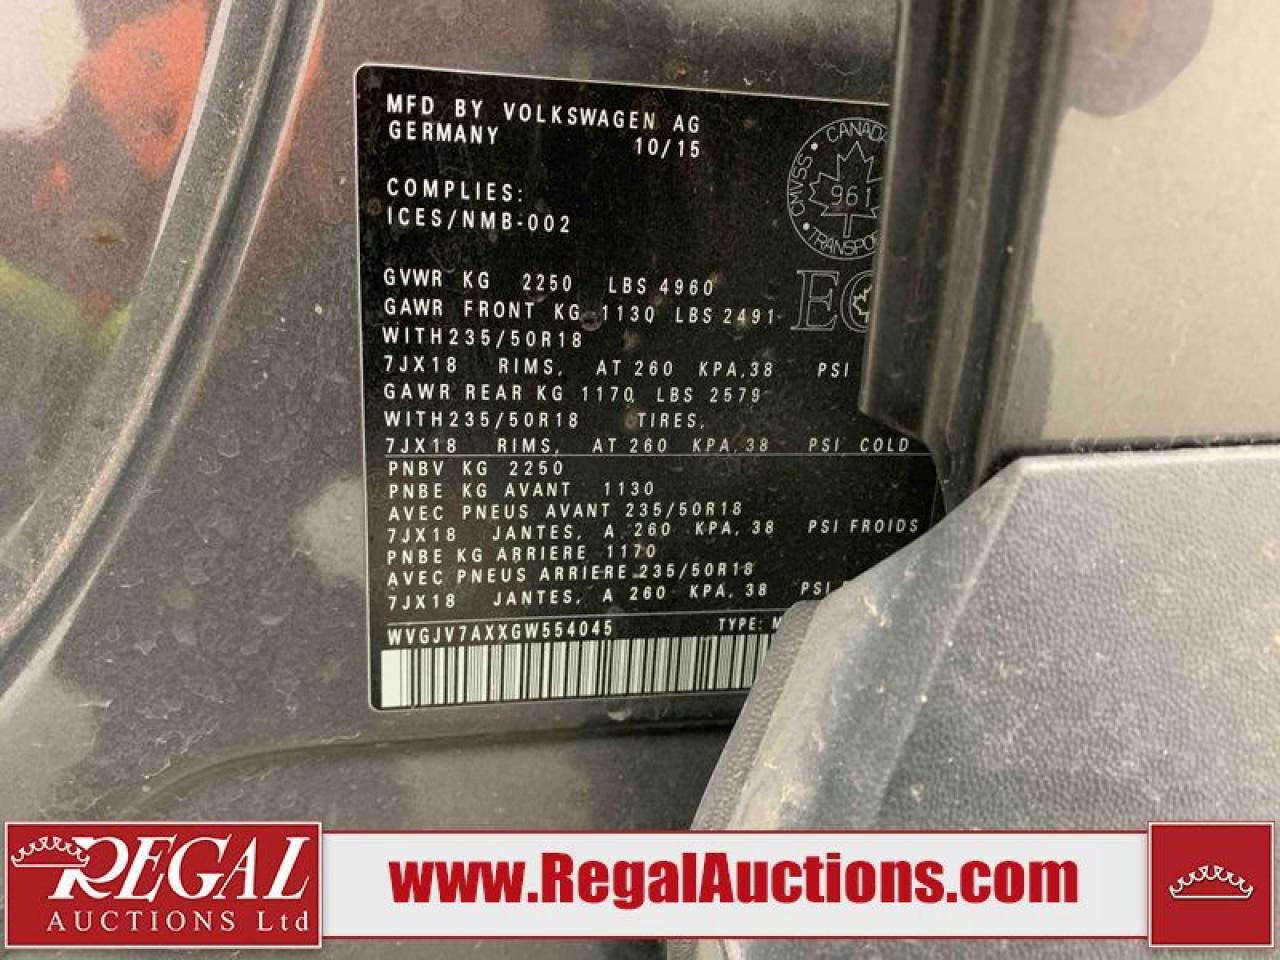 MFD BY VOLKSWAGEN AG
GERMANY 10/15
COMPLIES:
ICES/NMB-002
CANADA
CMVSS
961
GVWR KG 2250 LBS 4960
GAWR FRONT KG 1130 LBS 2491
WITH235/50R18
7JX18 RIMS, AT 260 KPA,38 PSI
GAWR REAR KG 1170 LBS 2579
WITH235/50R18 TIRES,
7JX18 RIMS, AT 260 KPA,38 PSI COLD
PNBV KG 2250
PNBE KG AVANT 1130
AVEC PNEUS AVANT 235/50R18
7JX18 JANTES, A 260 KPA, 38 PSI FROIDS
PNBE KG ARRIERE 1170
AVEC PNEUS ARRIERE 235/50R18
7JX18 JANTES, A 260 KPA, 38 PSI
WVGJV7AXXGW554045 TYPE:
REGAL
AUCTIONS Ltd
www.RegalAuctions.com